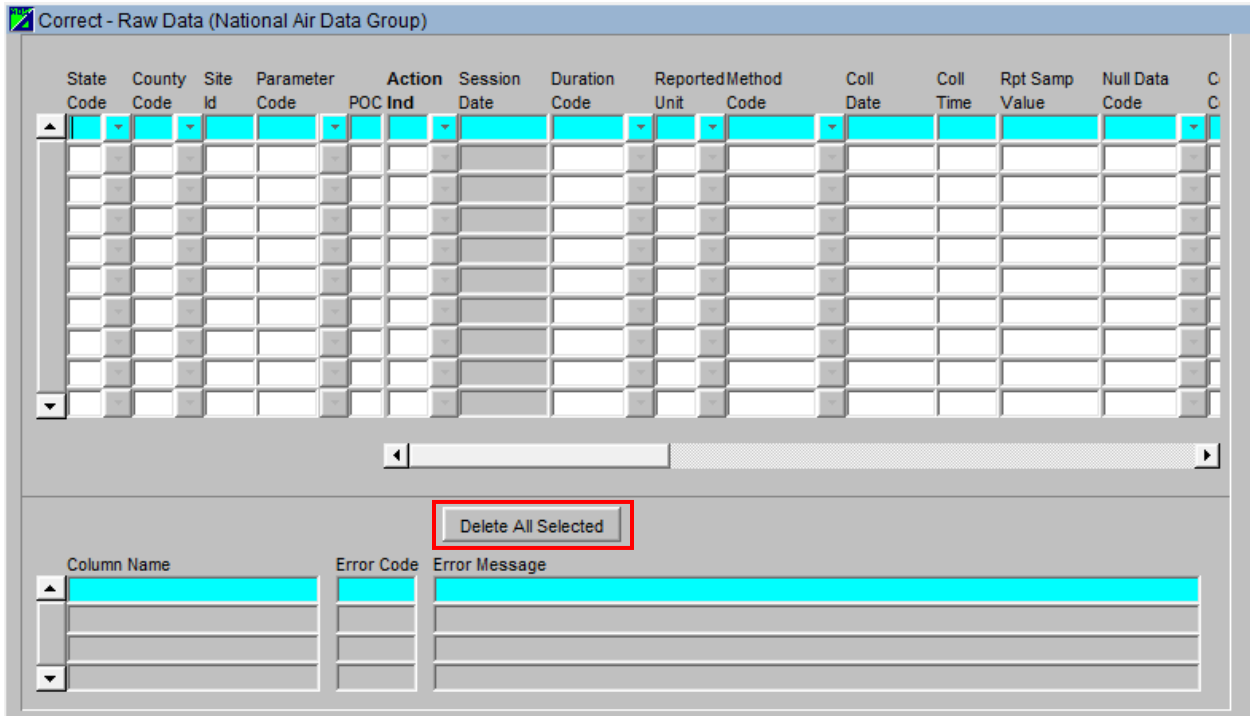 Correct - Raw Data (National Air Data Group)
State County Site Parameter Action Session Duration Reported Method Coll Coll Rpt Samp Null Data C
Code Code Id Code POC Ind Date Code Unit Code Date Time Value Code C
Delete All Selected
Column Name Error Code Error Message